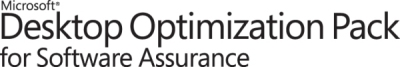 Microsoft®
Desktop Optimization Pack
for Software Assurance